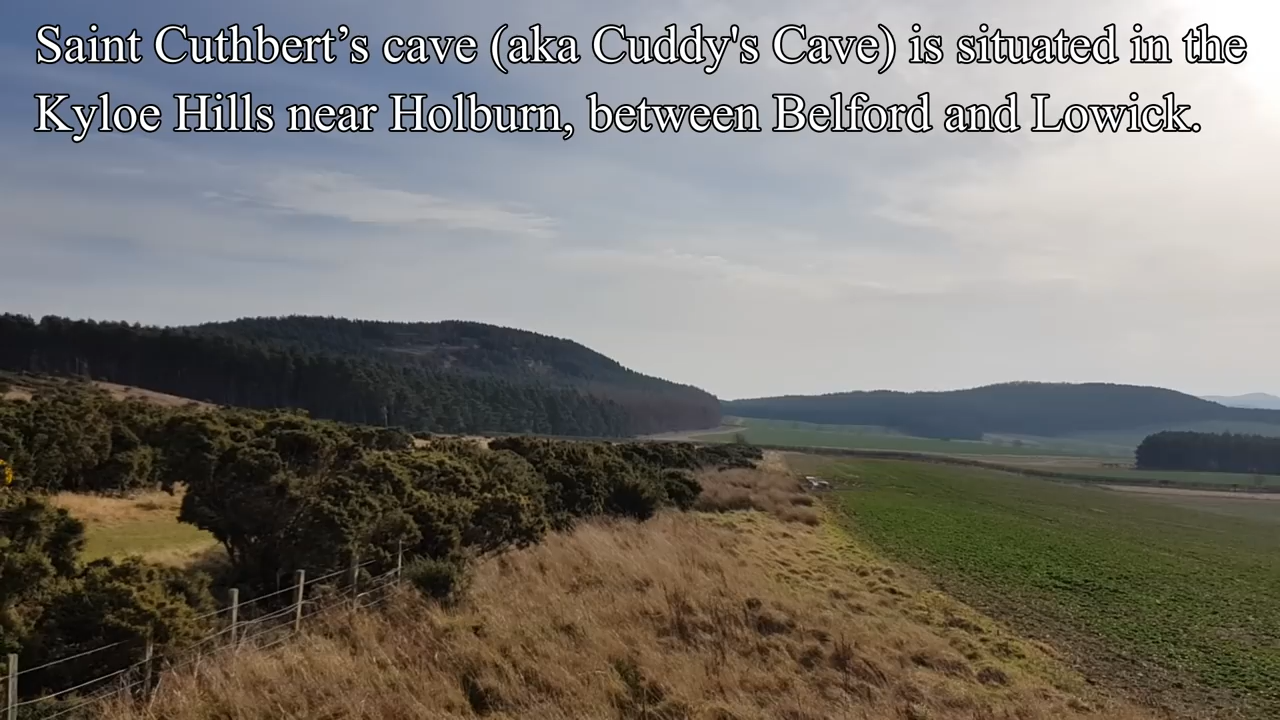 Saint Cuthbert’s cave (aka Cuddy's Cave) is situated in the
Kyloe Hills near Holburn, between Belford and Lowick.